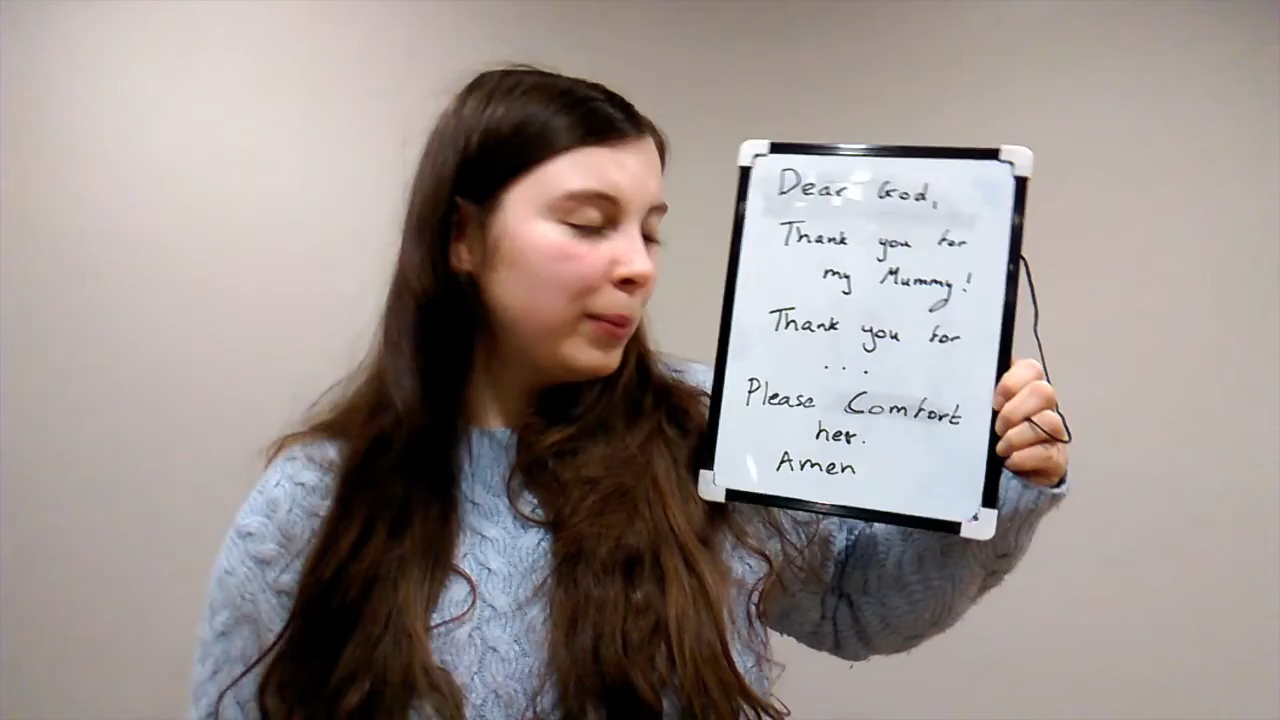 Dear God,
Thank you for
my Mummy!
Thank you for
...
Please Comfort
her.
Amen